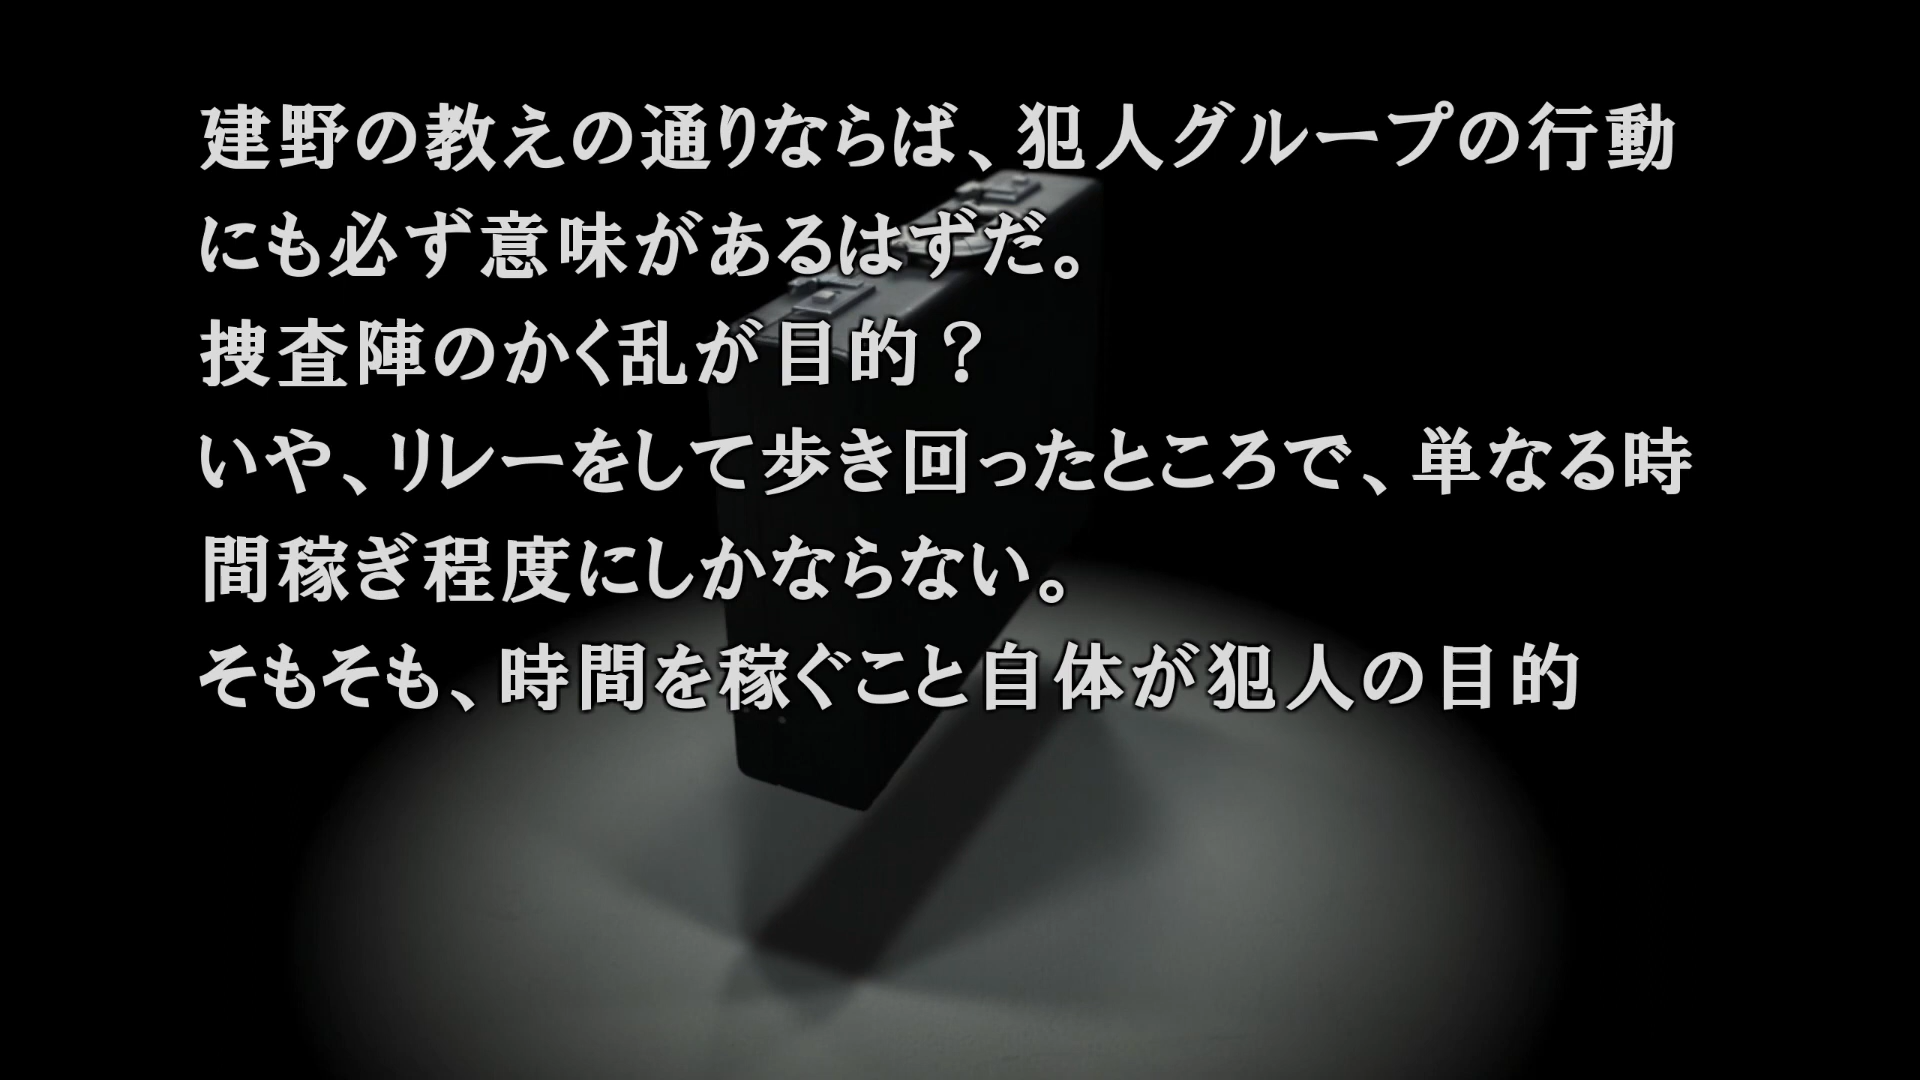 建野の教えの通りならば、犯人グループの行動
にも必ず意味があるはずだ。
捜査陣のかく乱が目的？
いや、リレーをして歩き回ったところで、単なる時
間稼ぎ程度にしかならない。
そもそも、時間を稼ぐこと自体が犯人の目的